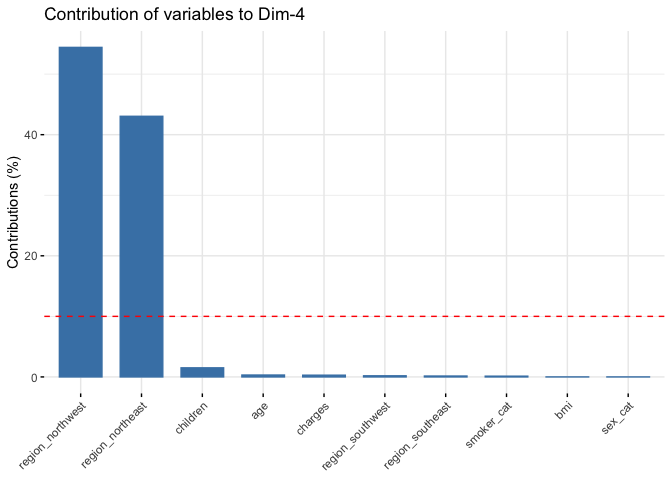 Contribution of variables to Dim-4
Contributions (%)
40
20
0
region_northwest
region_northeast
children
age
charges
region_southwest
region_southeast
smoker_cat
bmi
sex_cat